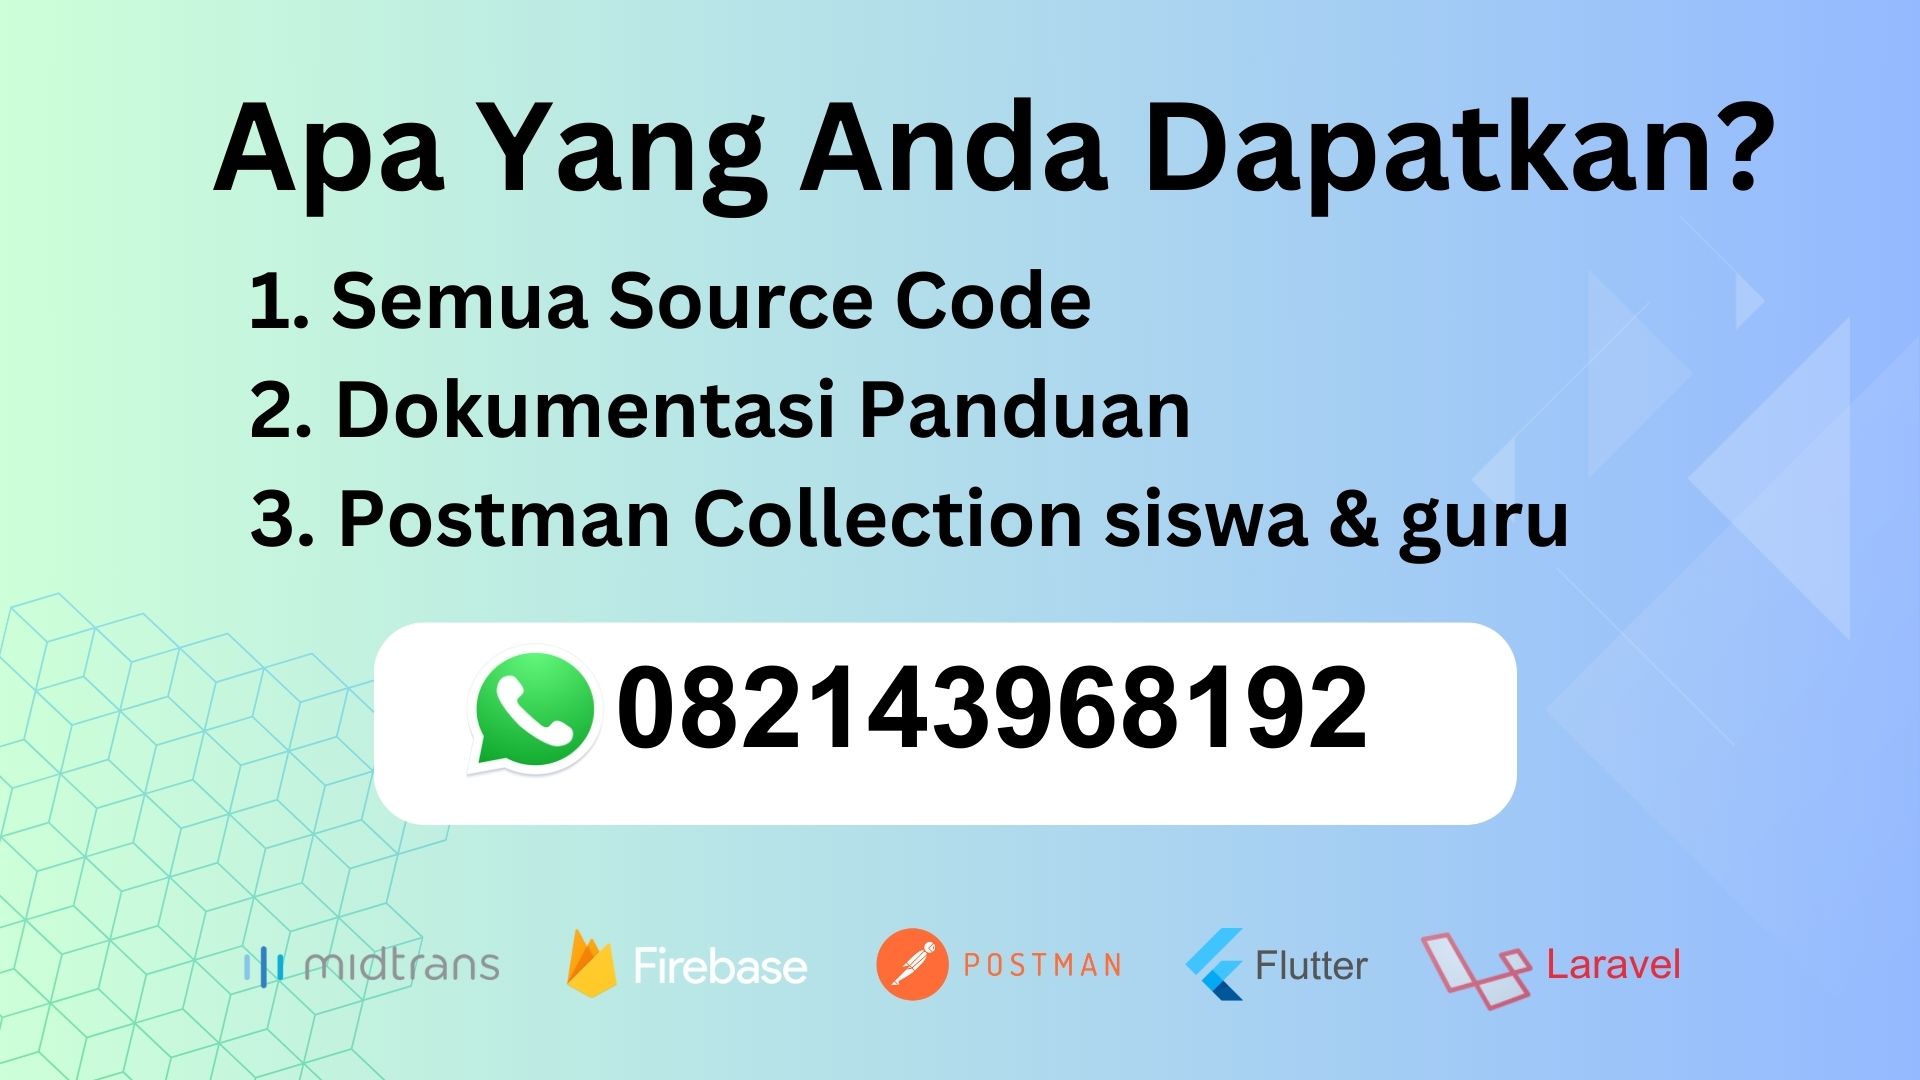 Apa Yang Anda Dapatkan?
1. Semua Source Code
2. Dokumentasi Panduan
3. Postman Collection siswa & guru
082143968192
midtrans Firebase POSTMAN Flutter Laravel